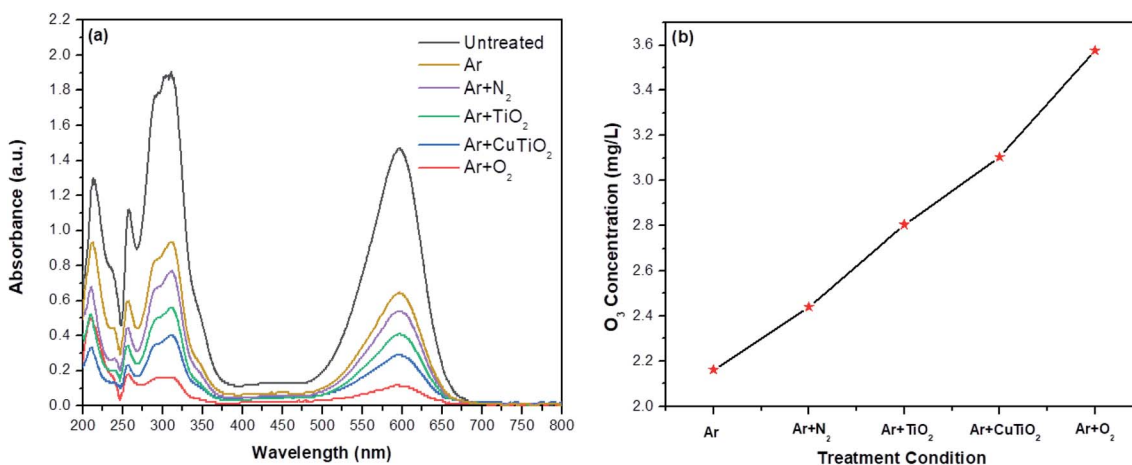 (a)
Untreated
Ar
Ar+N₂
Ar+TiO₂
Ar+CuTiO₂
Ar+O₂
2.2
2.0
1.8
1.6
1.4
1.2
1.0
0.8
0.6
0.4
0.2
0.0
Absorbance (a.u.)
200 250 300 350 400 450 500 550 600 650 700 750 800
Wavelength (nm)
(b)
3.6
3.4
3.2
3.0
2.8
2.6
2.4
2.2
2.0
O₃ Concentration (mg/L)
Ar Ar+N₂ Ar+TiO₂ Ar+CuTiO₂ Ar+O₂
Treatment Condition